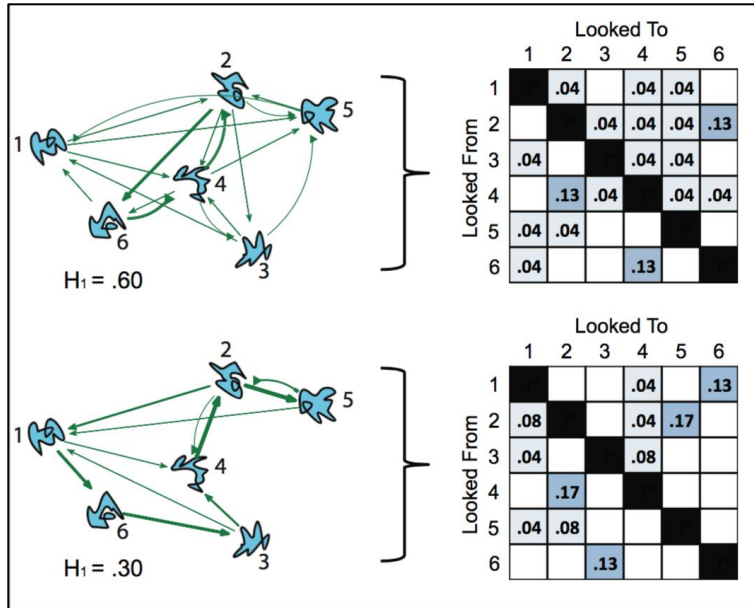 2
5
1
4
6
3
H₁ = .60
Looked To
1 2 3 4 5 6
Looked From
1 .04 .04 .04
2 .04 .04 .04 .13
3 .04 .04 .04
4 .13 .04 .04 .04
5 .04 .04
6 .04 .13
2
5
1
4
6
3
H₁ = .30
Looked To
1 2 3 4 5 6
Looked From
1 .04 .13
2 .08 .04 .17
3 .04 .08
4 .17
5 .04 .08
6 .13